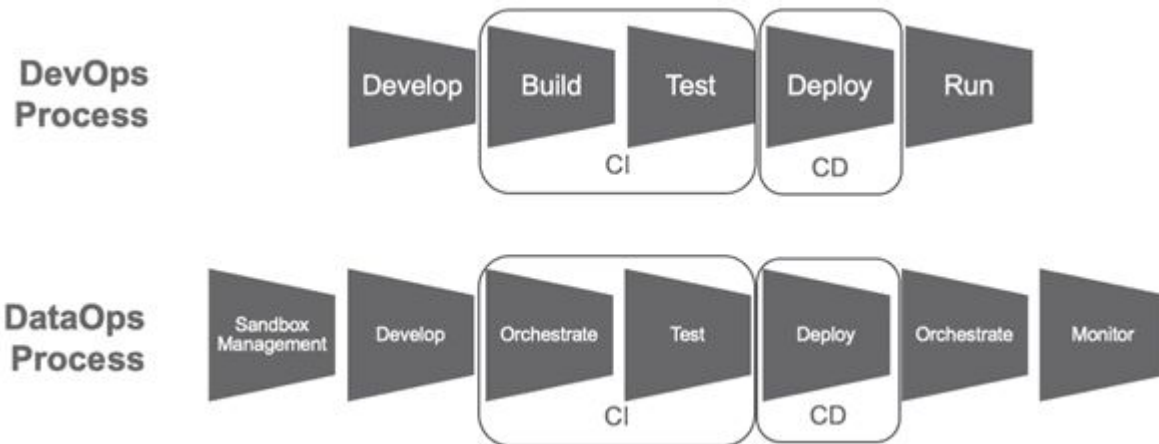 DevOps
Process
Develop
Build
Test
Deploy
Run
CI
CD
DataOps
Process
Sandbox
Management
Develop
Orchestrate
Test
Deploy
Orchestrate
Monitor
CI
CD